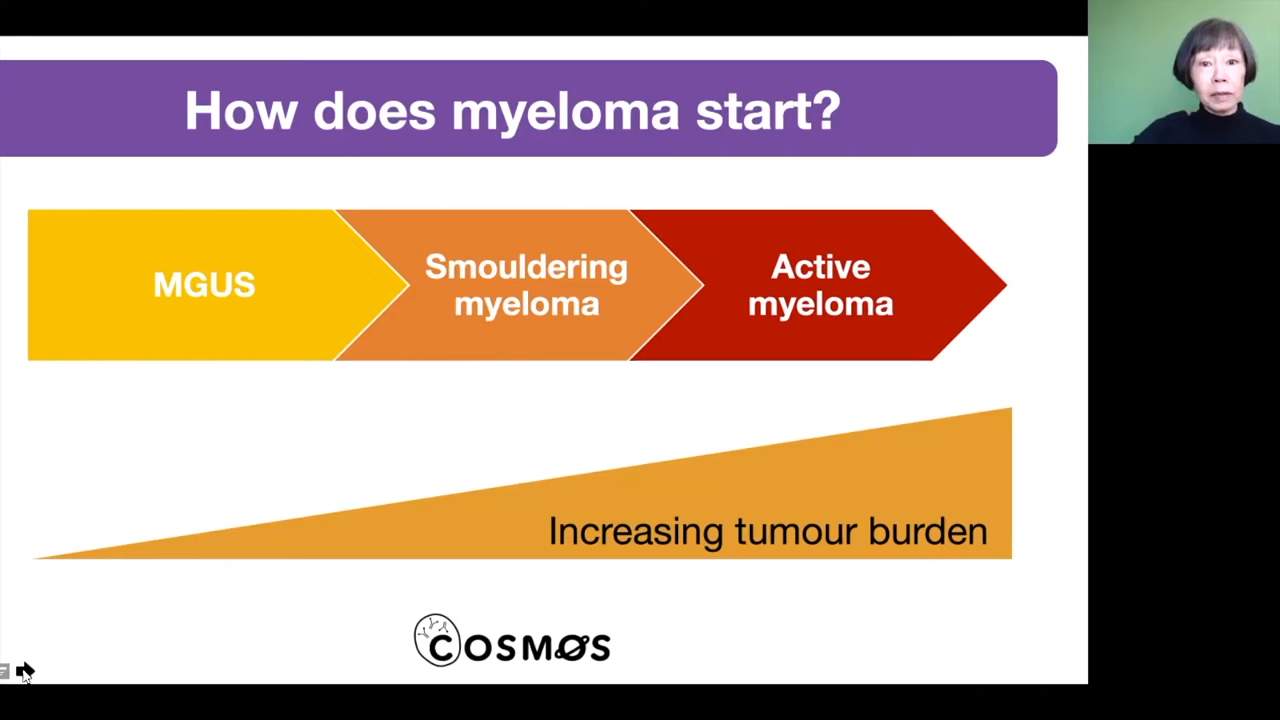 How does myeloma start?
MGUS
Smouldering
myeloma
Active
myeloma
Increasing tumour burden
COSMOS